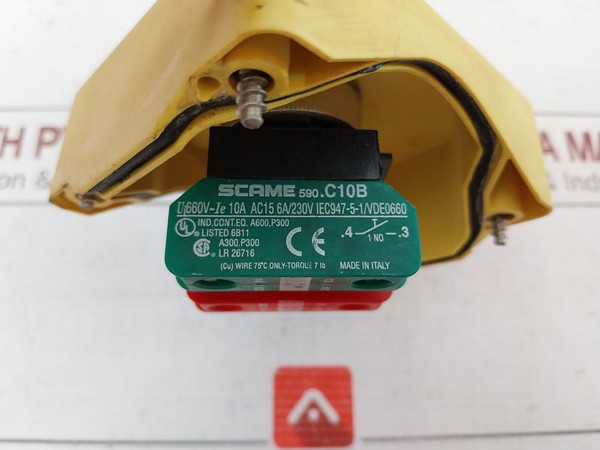 SCAME 590.C10B
Ui660V~Ie 10A AC15 6A/230V IEC947-5-1/VDE0660
UL IND.CONT.EQ. A600,P300
LISTED 6B11
A300.P300
LR 26716
CE
.4 .3
1 NO
(Cu) WIRE 75°C ONLY-TORQUE 7 lb
MADE IN ITALY